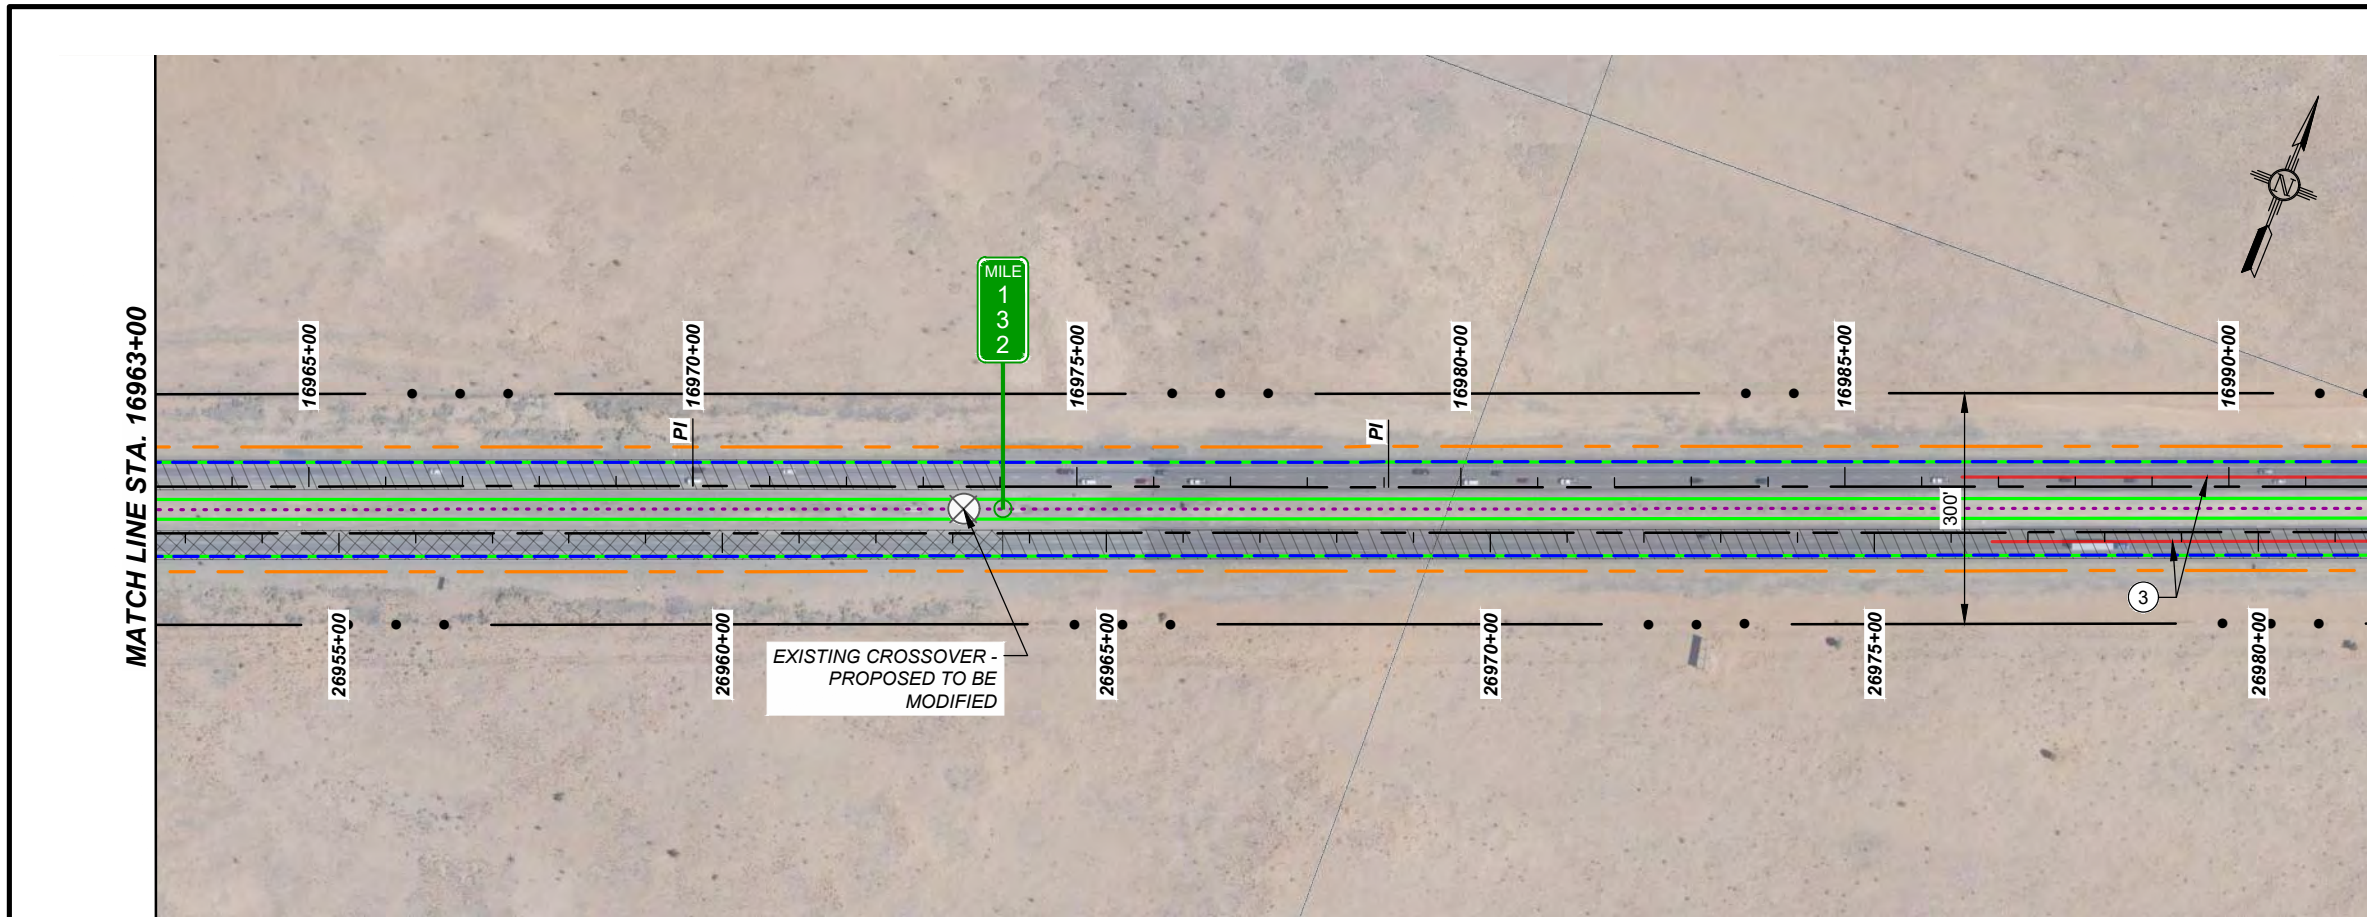 MATCH LINE STA. 16963+00
16965+00
16970+00
16975+00
16980+00
16985+00
16990+00
MILE
1
3
2
PI
PI
N
300'
3
26955+00
26960+00
26965+00
26970+00
26975+00
26980+00
EXISTING CROSSOVER -
PROPOSED TO BE
MODIFIED